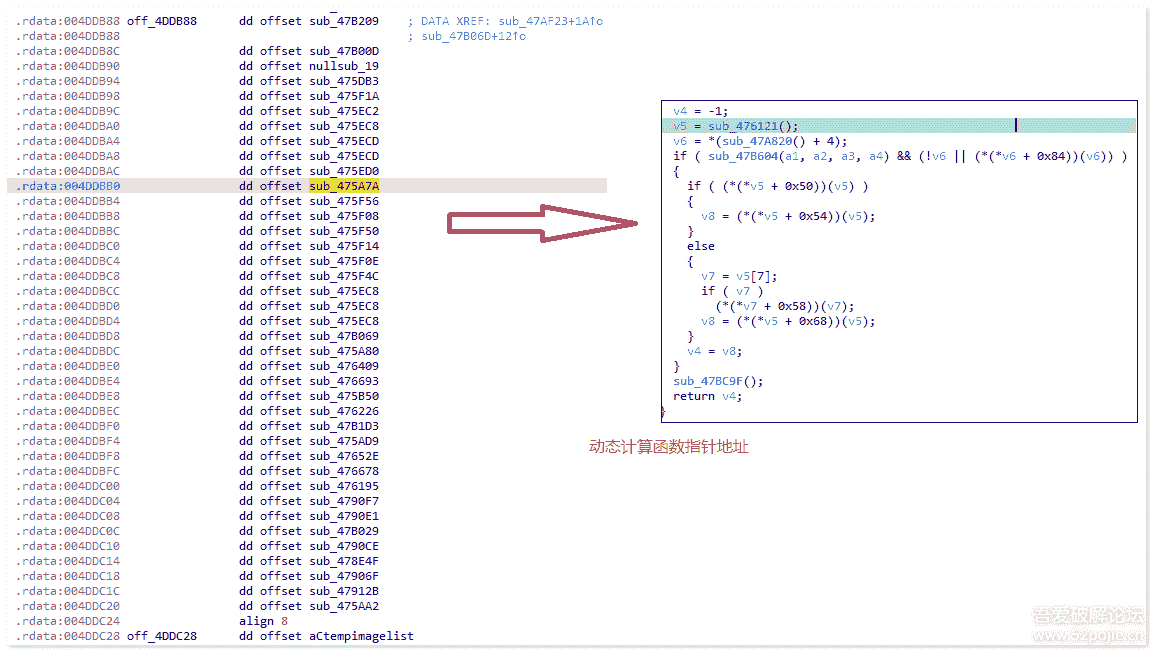 .rdata:004DDB88 off_4DDB88 dd offset sub_47B209 ; DATA XREF: sub_47AF23+1A↑o
.rdata:004DDB88 ; sub_47B06D+12↑o
.rdata:004DDB8C dd offset sub_47B00D
.rdata:004DDB90 dd offset nullsub_19
.rdata:004DDB94 dd offset sub_475DB3
.rdata:004DDB98 dd offset sub_475F1A
.rdata:004DDB9C dd offset sub_475EC2
.rdata:004DDBA0 dd offset sub_475EC8
.rdata:004DDBA4 dd offset sub_475ECD
.rdata:004DDBA8 dd offset sub_475ECD
.rdata:004DDBAC dd offset sub_475ED0
.rdata:004DDBB0 dd offset sub_475A7A
.rdata:004DDBB4 dd offset sub_475F56
.rdata:004DDBB8 dd offset sub_475F08
.rdata:004DDBBC dd offset sub_475F50
.rdata:004DDBC0 dd offset sub_475F14
.rdata:004DDBC4 dd offset sub_475F0E
.rdata:004DDBC8 dd offset sub_475F4C
.rdata:004DDBCC dd offset sub_475EC8
.rdata:004DDBD0 dd offset sub_475EC8
.rdata:004DDBD4 dd offset sub_475EC8
.rdata:004DDBD8 dd offset sub_47B069
.rdata:004DDBDC dd offset sub_475A80
.rdata:004DDBE0 dd offset sub_476409
.rdata:004DDBE4 dd offset sub_476693
.rdata:004DDBE8 dd offset sub_475B50
.rdata:004DDBEC dd offset sub_476226
.rdata:004DDBF0 dd offset sub_47B1D3
.rdata:004DDBF4 dd offset sub_475AD9
.rdata:004DDBF8 dd offset sub_47652E
.rdata:004DDBFC dd offset sub_476678
.rdata:004DDC00 dd offset sub_476195
.rdata:004DDC04 dd offset sub_4790F7
.rdata:004DDC08 dd offset sub_4790E1
.rdata:004DDC0C dd offset sub_47B029
.rdata:004DDC10 dd offset sub_4790CE
.rdata:004DDC14 dd offset sub_478E4F
.rdata:004DDC18 dd offset sub_47906F
.rdata:004DDC1C dd offset sub_47912B
.rdata:004DDC20 dd offset sub_475AA2
.rdata:004DDC24 align 8
.rdata:004DDC28 off_4DDC28 dd offset aCtempimagelist
v4 = -1;
v5 = sub_476121();
v6 = *(sub_47A820() + 4);
if ( sub_47B604(a1, a2, a3, a4) && (!v6 || (*(*v6 + 0x84))(v6)) )
{
if ( (*(*v5 + 0x50))(v5) )
{
v8 = (*(*v5 + 0x54))(v5);
}
else
{
v7 = v5[7];
if ( v7 )
(*(*v7 + 0x58))(v7);
v8 = (*(*v5 + 0x68))(v5);
}
v4 = v8;
}
sub_47BC9F();
return v4;
}
动态计算函数指针地址
吾爱破解论坛
www.52pojie.cn